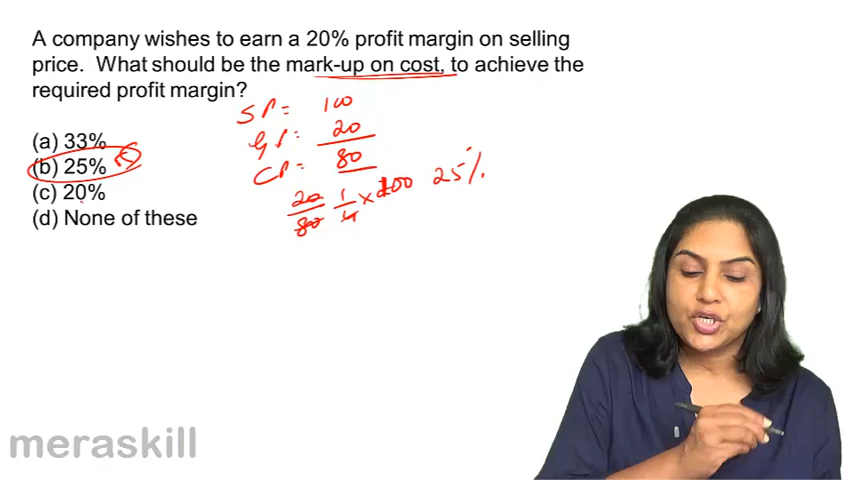 A company wishes to earn a 20% profit margin on selling
price. What should be the mark-up on cost, to achieve the
required profit margin?
SP = 100
GP = 20
CP = 80
(a) 33%
(b) 25%
(c) 20%
(d) None of these
20/80 1/4 × 100 25%
meraskill